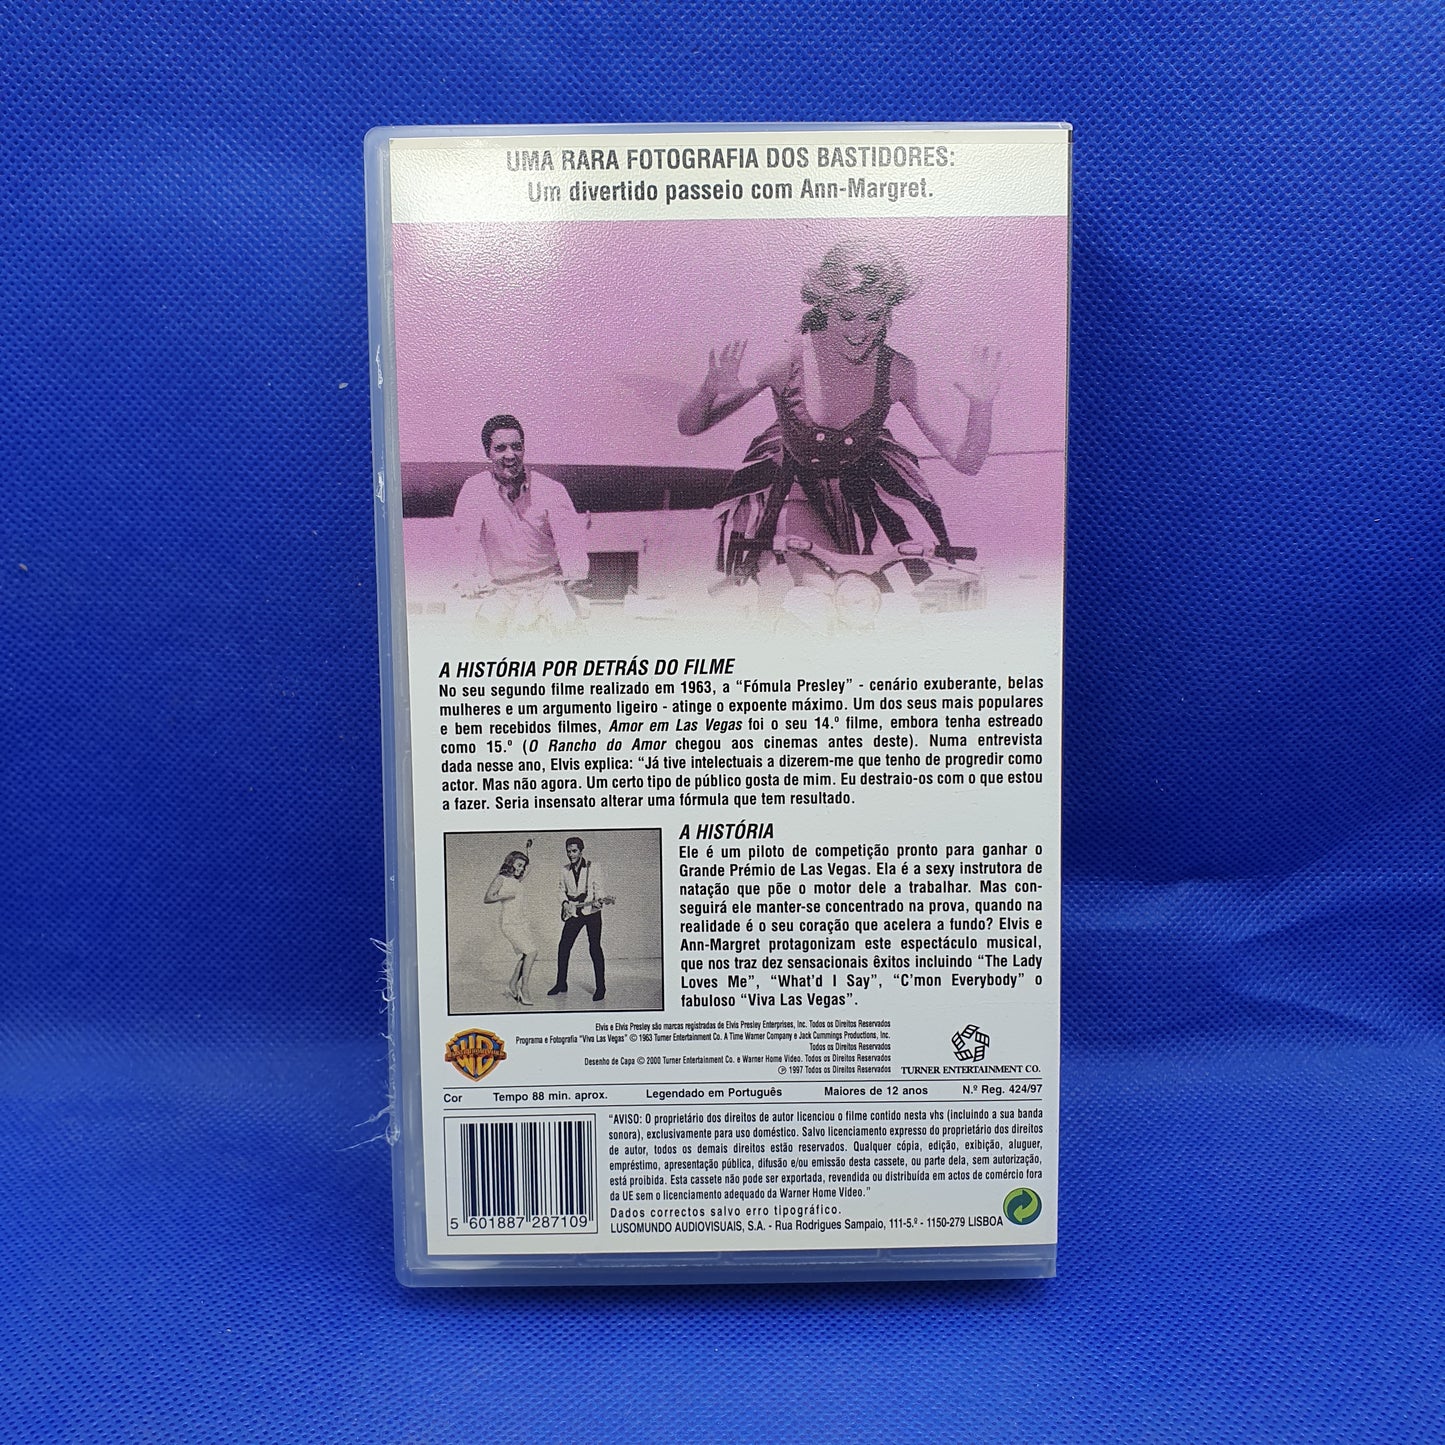 UMA RARA FOTOGRAFIA DOS BASTIDORES:
Um divertido passeio com Ann-Margret.
A HISTÓRIA POR DETRÁS DO FILME
No seu segundo filme realizado em 1963, a “Fómula Presley” - cenário exuberante, belas
mulheres e um argumento ligeiro - atinge o expoente máximo. Um dos seus mais populares
e bem recebidos filmes, Amor em Las Vegas foi o seu 14.º filme, embora tenha estreado
como 15.º (O Rancho do Amor chegou aos cinemas antes deste). Numa entrevista
dada nesse ano, Elvis explica: “Já tive intelectuais a dizerem-me que tenho de progredir como
actor. Mas não agora. Um certo tipo de público gosta de mim. Eu destraio-os com o que estou
a fazer. Seria insensato alterar uma fórmula que tem resultado.
A HISTÓRIA
Ele é um piloto de competição pronto para ganhar o
Grande Prémio de Las Vegas. Ela é a sexy instrutora de
natação que põe o motor dele a trabalhar. Mas con-
seguirá ele manter-se concentrado na prova, quando na
realidade é o seu coração que acelera a fundo? Elvis e
Ann-Margret protagonizam este espectáculo musical,
que nos traz dez sensacionais êxitos incluindo “The Lady
Loves Me”, “What’d I Say”, “C’mon Everybody” o
fabuloso “Viva Las Vegas”.
Elvis e Elvis Presley são marcas registradas de Elvis Presley Enterprises, Inc. Todos os Direitos Reservados
Programa e Fotografia "Viva Las Vegas" © 1963 Turner Entertainment Co. A Time Warner Company e Jack Cummings Productions, Inc.
Todos os Direitos Reservados
Desenho de Capa © 2000 Turner Entertainment Co. e Warner Home Video. Todos os Direitos Reservados
℗ 1997 Todos os Direitos Reservados
TURNER ENTERTAINMENT CO.
Cor Tempo 88 min. aprox. Legendado em Português Maiores de 12 anos N.º Reg. 424/97
“AVISO: O proprietário dos direitos de autor licenciou o filme contido nesta vhs (incluindo a sua banda
sonora), exclusivamente para uso doméstico. Salvo licenciamento expresso do proprietário dos direitos
de autor, todos os demais direitos estão reservados. Qualquer cópia, edição, exibição, aluguer,
empréstimo, apresentação pública, difusão e/ou emissão desta cassete, ou parte dela, sem autorização,
está proibida. Esta cassete não pode ser exportada, revendida ou distribuída em actos de comércio fora
da UE sem o licenciamento adequado da Warner Home Video.”
Dados correctos salvo erro tipográfico.
LUSOMUNDO AUDIOVISUAIS, S.A. - Rua Rodrigues Sampaio, 111-5.º - 1150-279 LISBOA
5 601887 287109